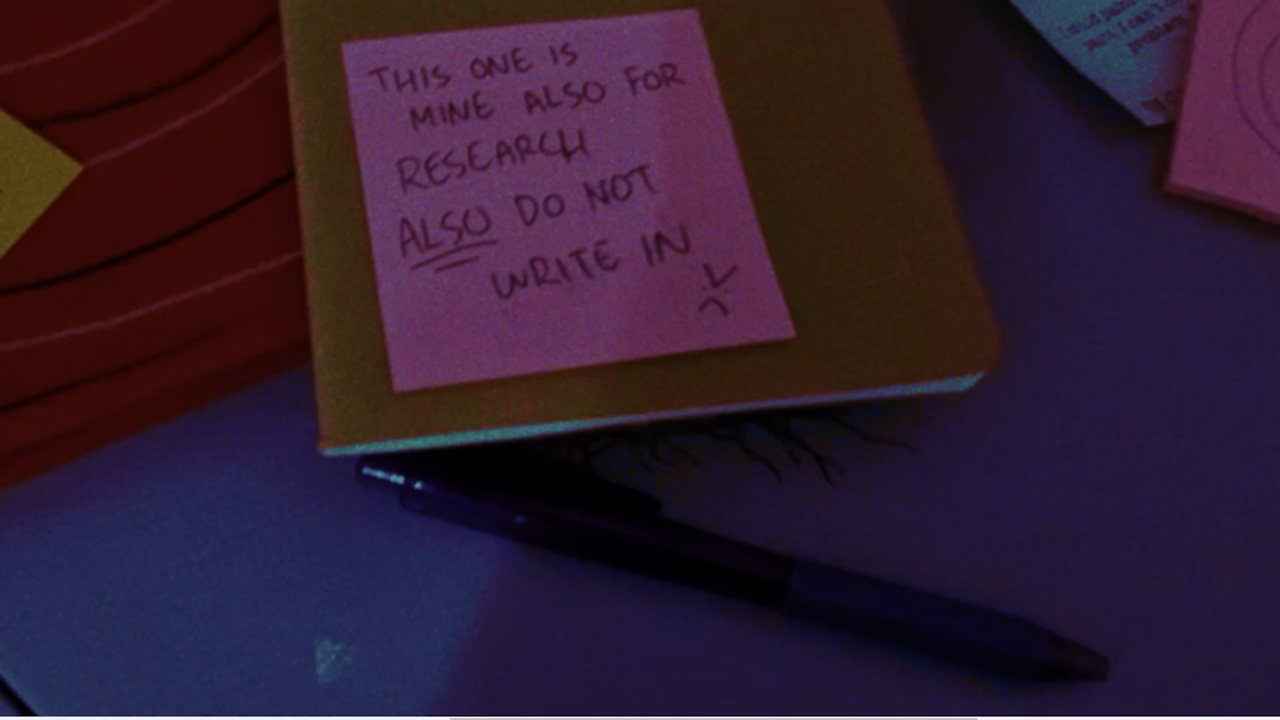 THIS ONE IS
MINE ALSO FOR
RESEARCH
ALSO DO NOT
WRITE IN